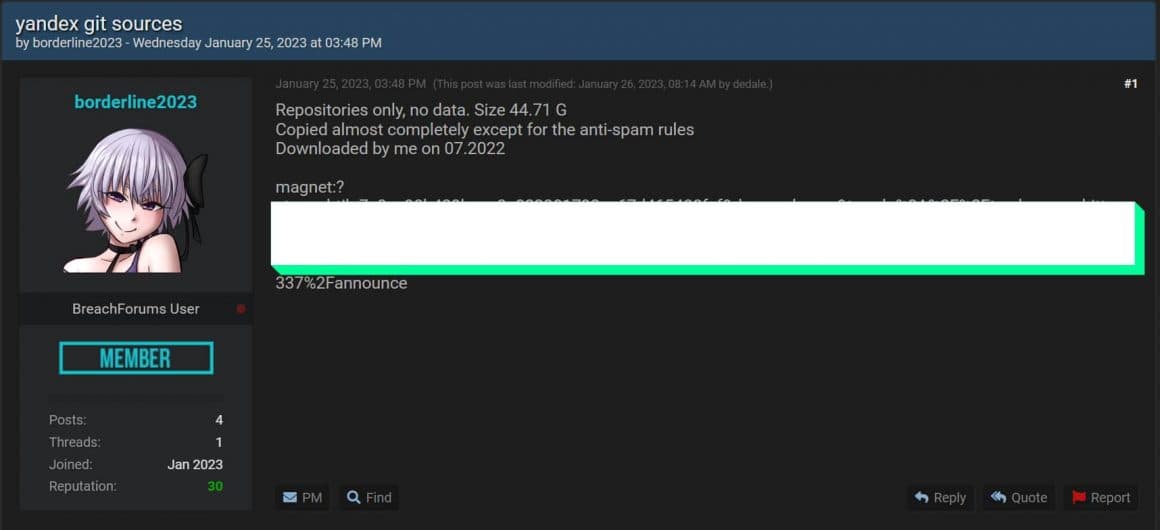 yandex git sources
by borderline2023 - Wednesday January 25, 2023 at 03:48 PM
borderline2023
BreachForums User
MEMBER
Posts: 4
Threads: 1
Joined: Jan 2023
Reputation: 30
January 25, 2023, 03:48 PM (This post was last modified: January 26, 2023, 08:14 AM by dedale.)
#1
Repositories only, no data. Size 44.71 G
Copied almost completely except for the anti-spam rules
Downloaded by me on 07.2022
magnet:?
337%2Fannounce
PM Find
Reply Quote Report